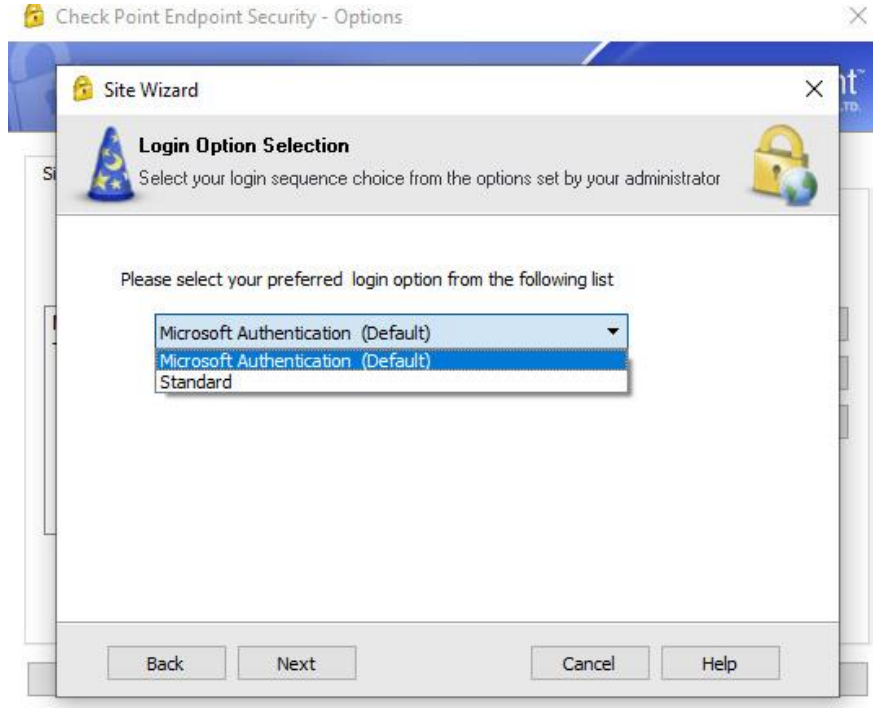 Check Point Endpoint Security - Options
Site Wizard
Login Option Selection
Select your login sequence choice from the options set by your administrator
Please select your preferred login option from the following list
Microsoft Authentication (Default)
Microsoft Authentication (Default)
Standard
Back Next Cancel Help